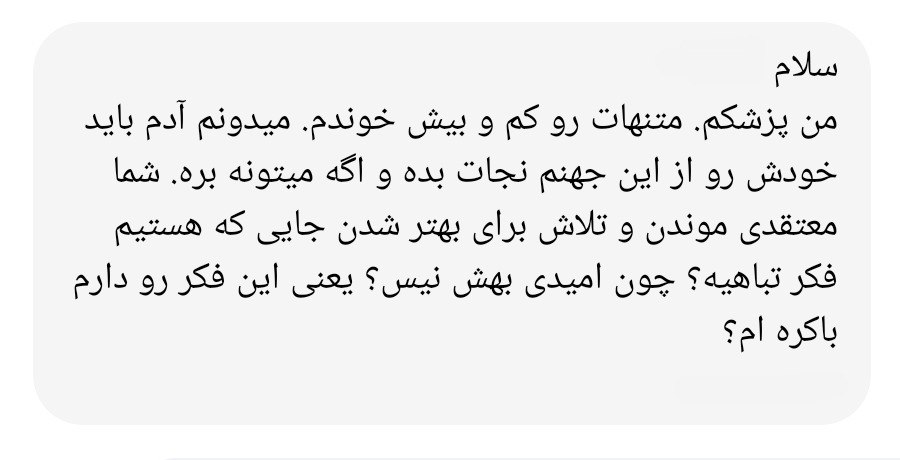 سلام
من پزشکم. متنهات رو کم و بیش خوندم. میدونم آدم باید
خودش رو از این جهنم نجات بده و اگه میتونه بره. شما
معتقدی موندن و تلاش برای بهتر شدن جایی که هستیم
فکر تباهیه؟ چون امیدی بهش نیس؟ یعنی این فکر رو دارم
باکره ام؟